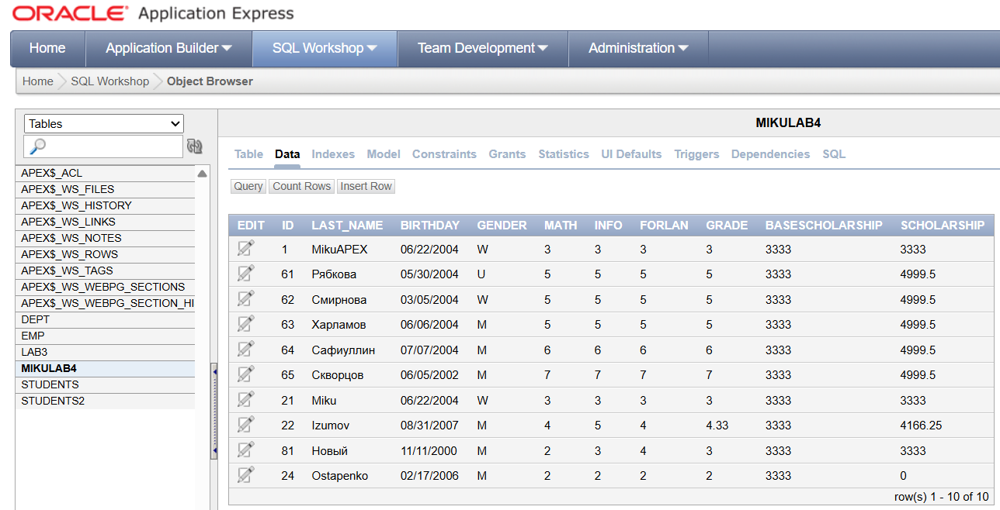 ORACLE Application Express
Home Application Builder SQL Workshop Team Development Administration
Home SQL Workshop Object Browser
Tables
APEX$_ACL
APEX$_WS_FILES
APEX$_WS_HISTORY
APEX$_WS_LINKS
APEX$_WS_NOTES
APEX$_WS_ROWS
APEX$_WS_TAGS
APEX$_WS_WEBPG_SECTIONS
APEX$_WS_WEBPG_SECTION_HI
DEPT
EMP
LAB3
MIKULAB4
STUDENTS
STUDENTS2
MIKULAB4
Table Data Indexes Model Constraints Grants Statistics UI Defaults Triggers Dependencies SQL
Query Count Rows Insert Row
EDIT ID LAST_NAME BIRTHDAY GENDER MATH INFO FORLAN GRADE BASESCHOLARSHIP SCHOLARSHIP
1 MikuAPEX 06/22/2004 W 3 3 3 3 3333 3333
61 Рябкова 05/30/2004 U 5 5 5 5 3333 4999.5
62 Смирнова 03/05/2004 W 5 5 5 5 3333 4999.5
63 Харламов 06/06/2004 M 5 5 5 5 3333 4999.5
64 Сафиуллин 07/07/2004 M 6 6 6 6 3333 4999.5
65 Скворцов 06/05/2002 M 7 7 7 7 3333 4999.5
21 Miku 06/22/2004 W 3 3 3 3 3333 3333
22 Izumov 08/31/2007 M 4 5 4 4.33 3333 4166.25
81 Новый 11/11/2000 M 2 3 4 3 3333 3333
24 Ostapenko 02/17/2006 M 2 2 2 2 3333 0
row(s) 1 - 10 of 10